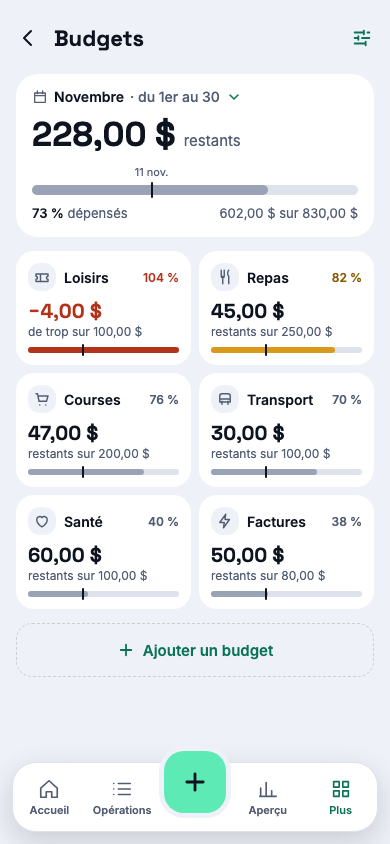 Budgets
Novembre · du 1er au 30
228,00 $ restants
11 nov.
73 % dépensés
602,00 $ sur 830,00 $
Loisirs
104 %
−4,00 $
de trop sur 100,00 $
Repas
82 %
45,00 $
restants sur 250,00 $
Courses
76 %
47,00 $
restants sur 200,00 $
Transport
70 %
30,00 $
restants sur 100,00 $
Santé
40 %
60,00 $
restants sur 100,00 $
Factures
38 %
50,00 $
restants sur 80,00 $
Ajouter un budget
Accueil
Opérations
Aperçu
Plus